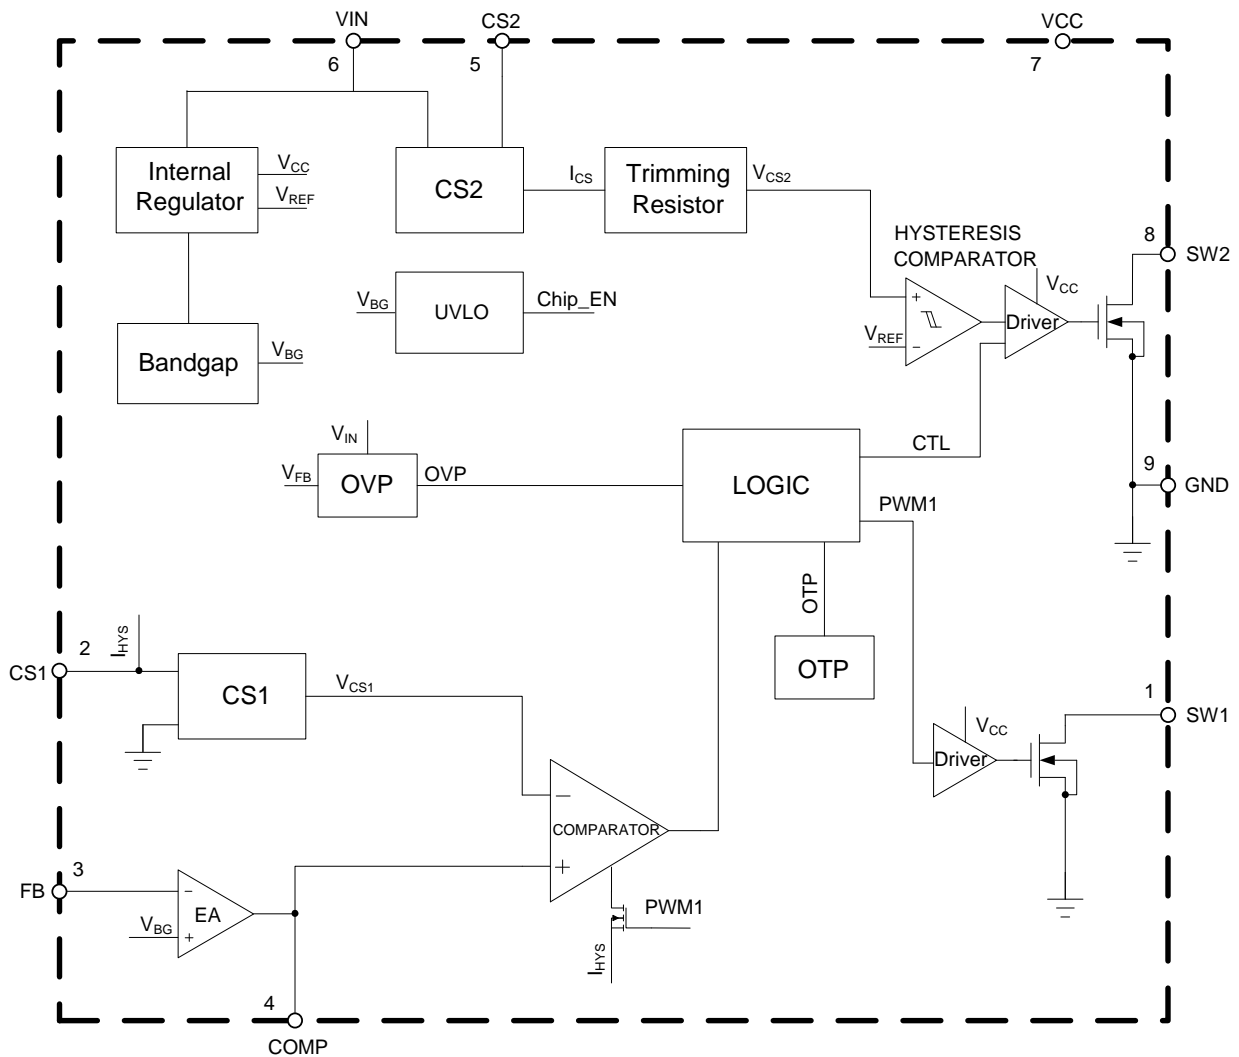 VIN
CS2
VCC
6
5
7
Internal
Regulator
VCC
VREF
CS2
ICS
Trimming
Resistor
VCS2
HYSTERESIS
COMPARATOR
8
SW2
VCC
+
Driver
VREF
−
VBG
UVLO
Chip_EN
Bandgap
VBG
VIN
VFB
OVP
OVP
LOGIC
CTL
9
GND
PWM1
OTP
OTP
IHYS
2
CS1
CS1
VCS1
1
SW1
VCC
Driver
−
COMPARATOR
+
3
FB
−
EA
VBG
+
PWM1
IHYS
4
COMP